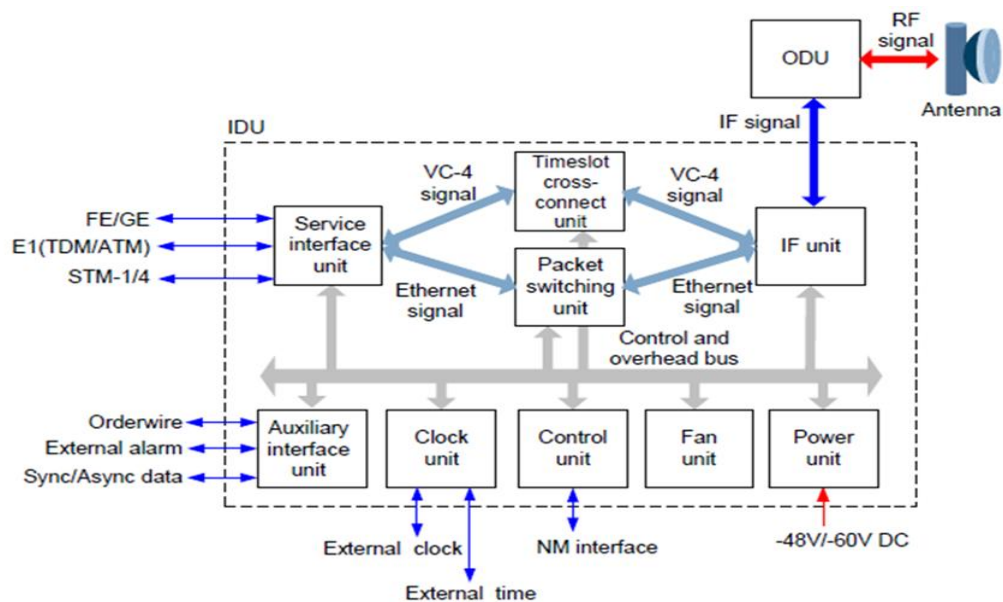 RF
signal
ODU
Antenna
IF signal
IDU
Timeslot
cross-
connect
unit
VC-4
signal
VC-4
signal
FE/GE
E1(TDM/ATM)
STM-1/4
Service
interface
unit
IF unit
Packet
switching
unit
Ethernet
signal
Ethernet
signal
Control and
overhead bus
Orderwire
External alarm
Sync/Async data
Auxiliary
interface
unit
Clock
unit
Control
unit
Fan
unit
Power
unit
External clock
External time
NM interface
-48V/-60V DC